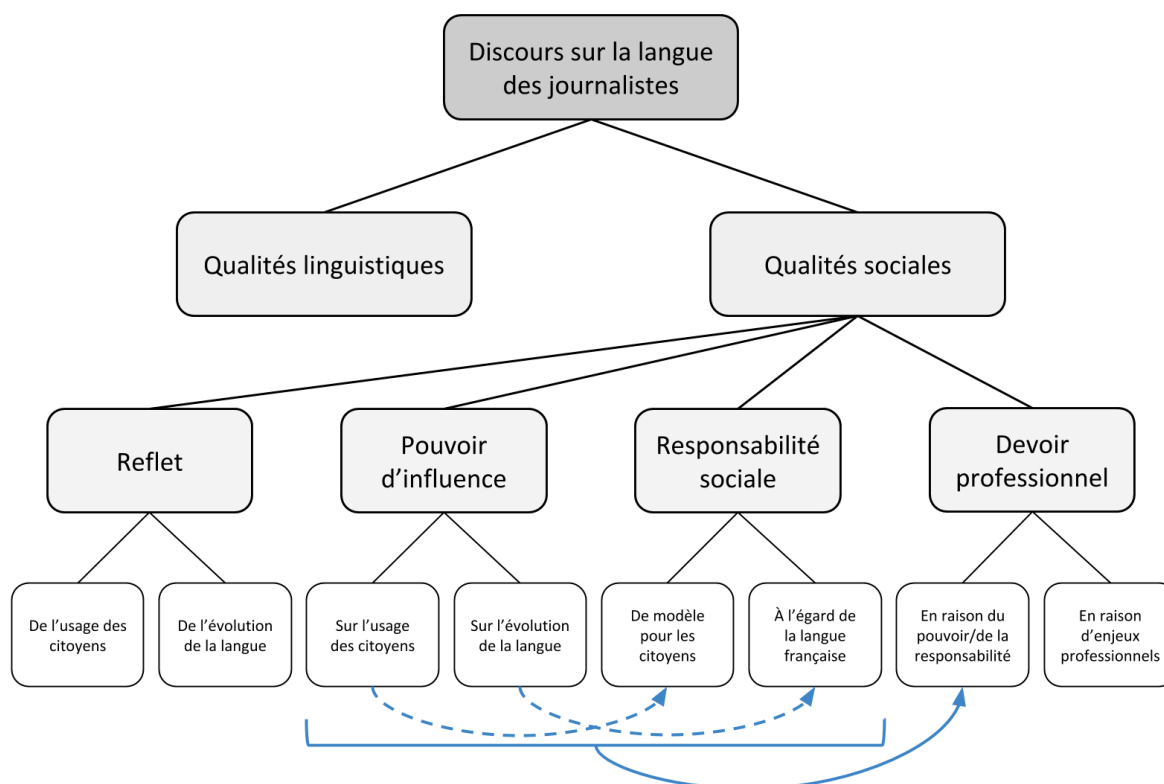 Discours sur la langue
des journalistes
Qualités linguistiques
Qualités sociales
Reflet
Pouvoir
d’influence
Responsabilité
sociale
Devoir
professionnel
De l’usage des
citoyens
De l’évolution
de la langue
Sur l’usage
des citoyens
Sur l’évolution
de la langue
De modèle
pour les
citoyens
À l’égard de
la langue
française
En raison du
pouvoir/de la
responsabilité
En raison
d’enjeux
professionnels